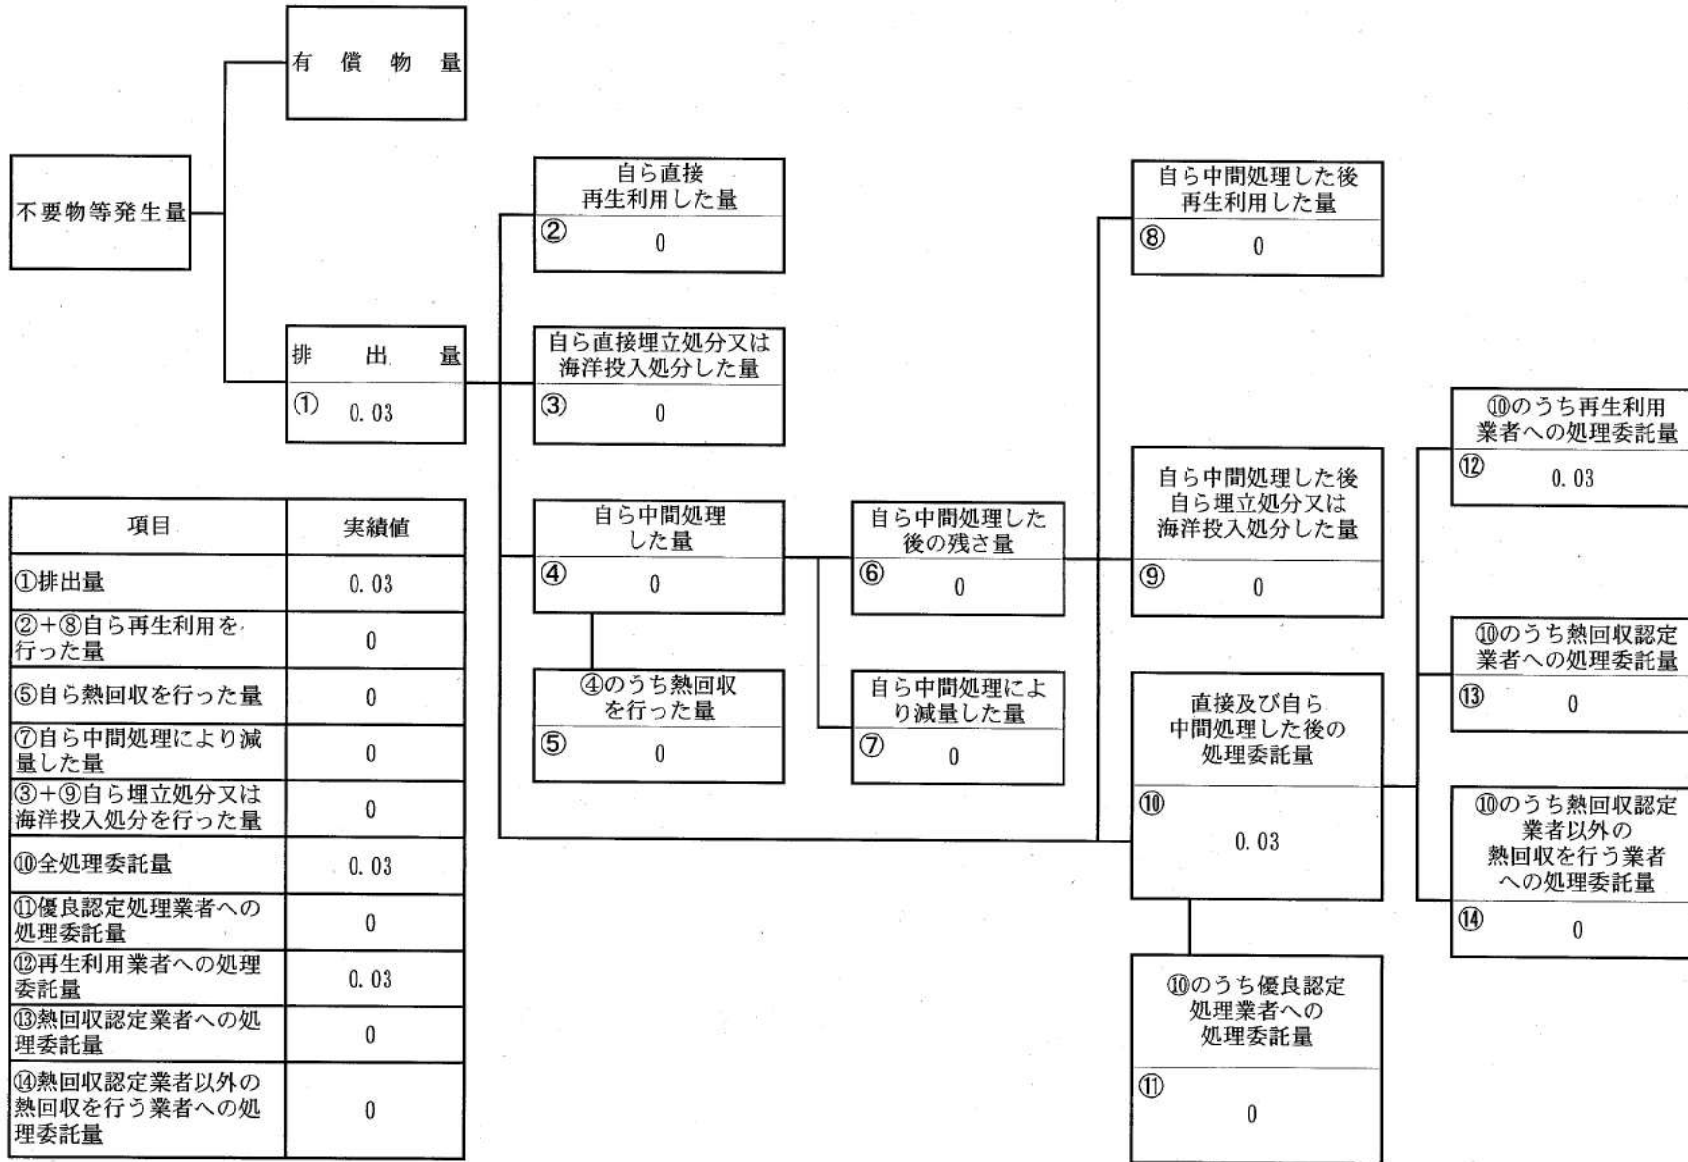 有償物量
不要物等発生量
排出量
① 0.03
自ら直接
再生利用した量
② 0
自ら直接埋立処分又は
海洋投入処分した量
③ 0
自ら中間処理
した量
④ 0
④のうち熱回収
を行った量
⑤ 0
自ら中間処理した
後の残さ量
⑥ 0
自ら中間処理によ
り減量した量
⑦ 0
自ら中間処理した後
再生利用した量
⑧ 0
自ら中間処理した後
自ら埋立処分又は
海洋投入処分した量
⑨ 0
直接及び自ら
中間処理した後の
処理委託量
⑩
0.03
⑩のうち優良認定
処理業者への
処理委託量
⑪
0
⑩のうち再生利用
業者への処理委託量
⑫ 0.03
⑩のうち熱回収認定
業者への処理委託量
⑬ 0
⑩のうち熱回収認定
業者以外の
熱回収を行う業者
への処理委託量
⑭ 0
項目 実績値
①排出量 0.03
②+⑧自ら再生利用を
行った量 0
⑤自ら熱回収を行った量 0
⑦自ら中間処理により減
量した量 0
③+⑨自ら埋立処分又は
海洋投入処分を行った量 0
⑩全処理委託量 0.03
⑪優良認定処理業者への
処理委託量 0
⑫再生利用業者への処理
委託量 0.03
⑬熱回収認定業者への処
理委託量 0
⑭熱回収認定業者以外の
熱回収を行う業者への処
理委託量 0